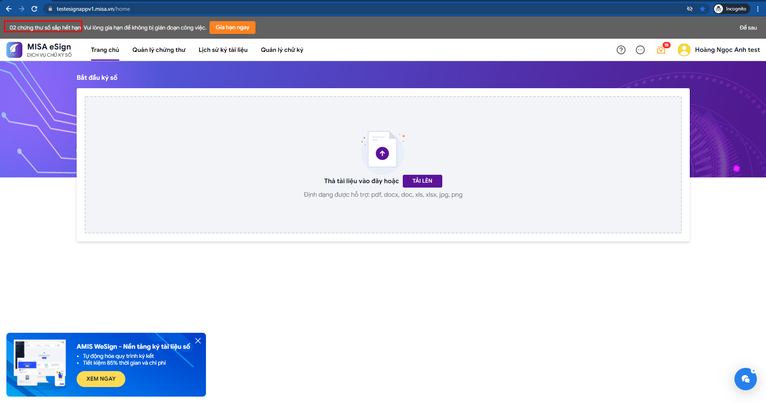 testesignappv1.misa.vn/home
Incognito
02 chứng thư số sắp hết hạn Vui lòng gia hạn để không bị gián đoạn công việc. Gia hạn ngay Để sau
MISA eSign
DỊCH VỤ CHỮ KÝ SỐ
Trang chủ Quản lý chứng thư Lịch sử ký tài liệu Quản lý chữ ký
Hoàng Ngọc Anh test
Bắt đầu ký số
Thả tài liệu vào đây hoặc TẢI LÊN
Định dạng được hỗ trợ: pdf, docx, doc, xls, xlsx, jpg, png
AMIS WeSign - Nền tảng ký tài liệu số
• Tự động hóa quy trình ký kết
• Tiết kiệm 85% thời gian và chi phí
XEM NGAY